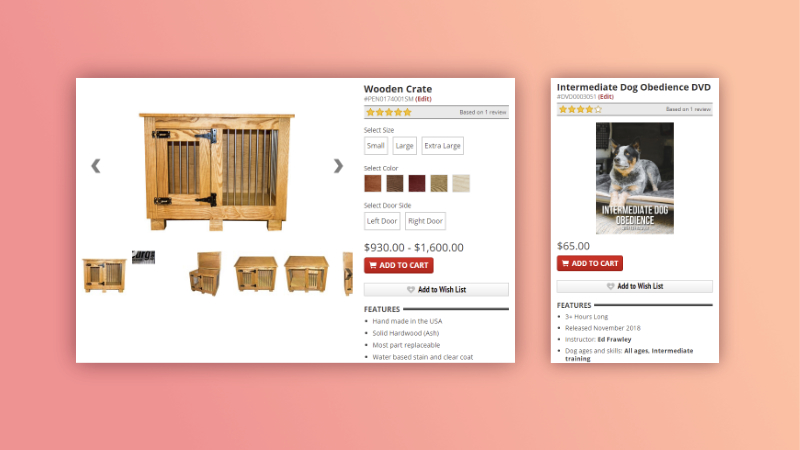 Wooden Crate
#PEN0174001SM (Edit)
Based on 1 review
Select Size
Small
Large
Extra Large
Select Color
Select Door Side
Left Door
Right Door
$930.00 - $1,600.00
ADD TO CART
Add to Wish List
FEATURES
Hand made in the USA
Solid Hardwood (Ash)
Most part replaceable
Water based stain and clear coat
Intermediate Dog Obedience DVD
#DVD0003051 (Edit)
Based on 1 review
INTERMEDIATE DOG
OBEDIENCE
$65.00
ADD TO CART
Add to Wish List
FEATURES
3+ Hours Long
Released November 2018
Instructor: Ed Frawley
Dog ages and skills: All ages, Intermediate
training